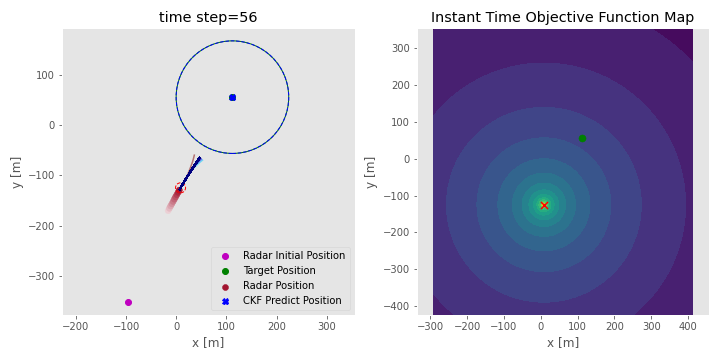 time step=56
y [m]
100
0
−100
−200
−300
−200
−100
0
100
200
300
x [m]
Radar Initial Position
Target Position
Radar Position
CKF Predict Position
Instant Time Objective Function Map
y [m]
300
200
100
0
−100
−200
−300
−400
−300
−200
−100
0
100
200
300
400
x [m]